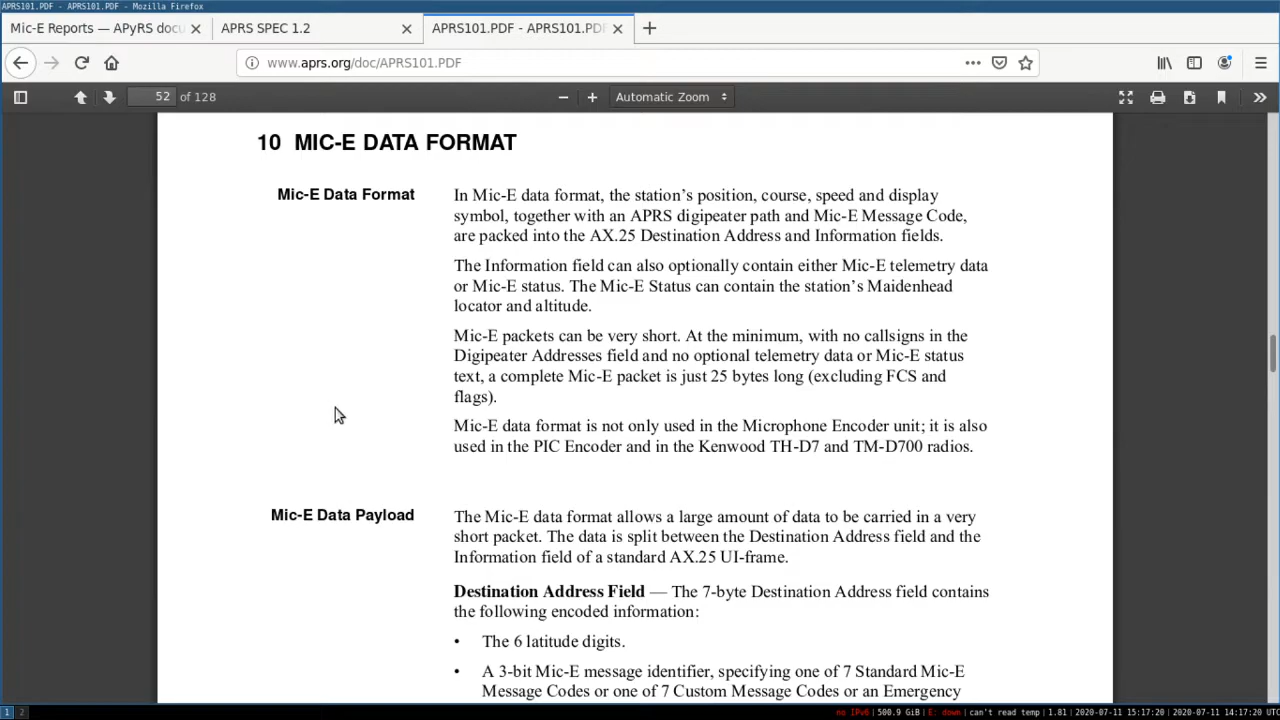 APRS101.PDF - APRS101.PDF - Mozilla Firefox
Mic-E Reports — APyRS docu
APRS SPEC 1.2
APRS101.PDF - APRS101.PDF
www.aprs.org/doc/APRS101.PDF
52 of 128
Automatic Zoom
10 MIC-E DATA FORMAT
Mic-E Data Format
In Mic-E data format, the station's position, course, speed and display
symbol, together with an APRS digipeater path and Mic-E Message Code,
are packed into the AX.25 Destination Address and Information fields.
The Information field can also optionally contain either Mic-E telemetry data
or Mic-E status. The Mic-E Status can contain the station's Maidenhead
locator and altitude.
Mic-E packets can be very short. At the minimum, with no callsigns in the
Digipeater Addresses field and no optional telemetry data or Mic-E status
text, a complete Mic-E packet is just 25 bytes long (excluding FCS and
flags).
Mic-E data format is not only used in the Microphone Encoder unit; it is also
used in the PIC Encoder and in the Kenwood TH-D7 and TM-D700 radios.
Mic-E Data Payload
The Mic-E data format allows a large amount of data to be carried in a very
short packet. The data is split between the Destination Address field and the
Information field of a standard AX.25 UI-frame.
Destination Address Field — The 7-byte Destination Address field contains
the following encoded information:
• The 6 latitude digits.
• A 3-bit Mic-E message identifier, specifying one of 7 Standard Mic-E
Message Codes or one of 7 Custom Message Codes or an Emergency
1 2 no IPv6 | 500.9 GiB | E: down | can't read temp | 1.81 | 2020-07-11 15:17:20 | 2020-07-11 14:17:20 UTC